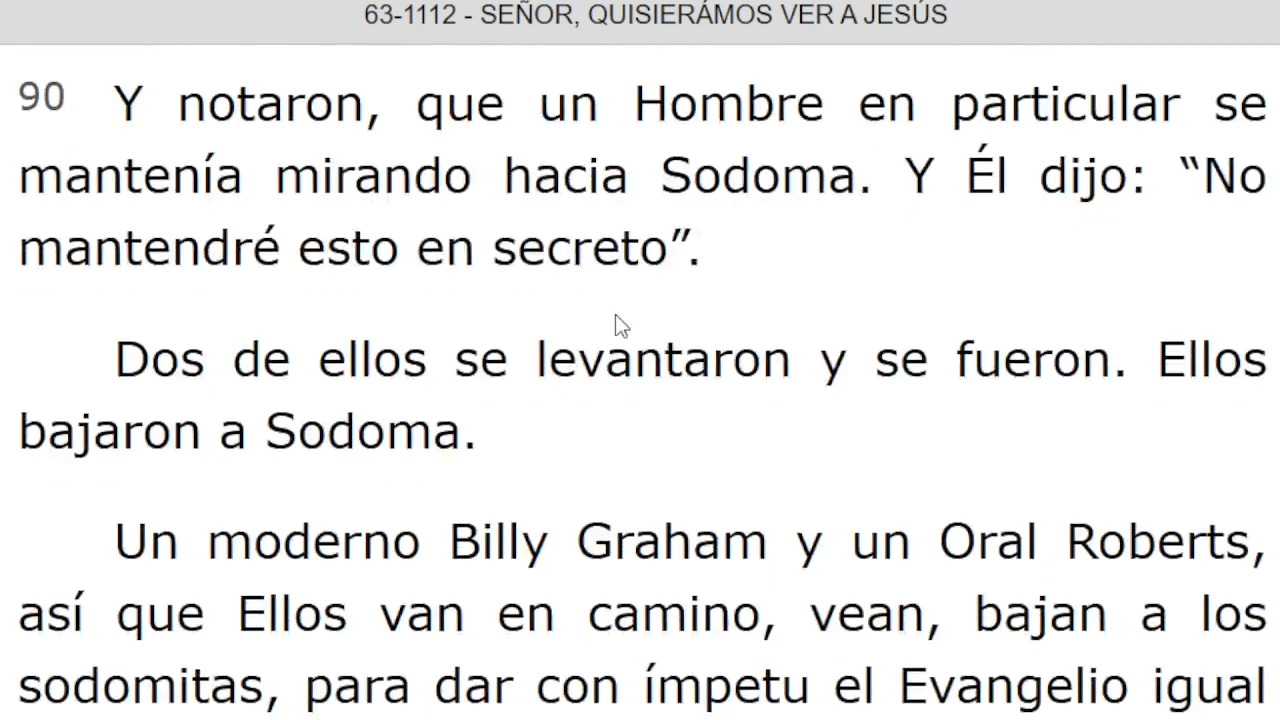 63-1112 - SEÑOR, QUISIERÁMOS VER A JESÚS
90 Y notaron, que un Hombre en particular se
mantenía mirando hacia Sodoma. Y Él dijo: “No
mantendré esto en secreto”.
Dos de ellos se levantaron y se fueron. Ellos
bajaron a Sodoma.
Un moderno Billy Graham y un Oral Roberts,
así que Ellos van en camino, vean, bajan a los
sodomitas, para dar con ímpetu el Evangelio igual